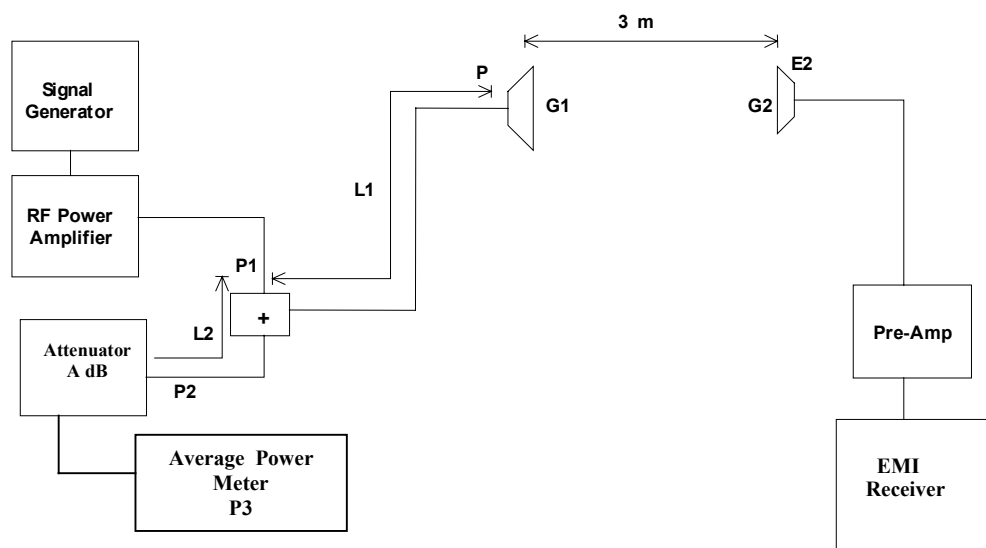 3 m
Signal
Generator
P
E2
G1
G2
L1
RF Power
Amplifier
P1
+
L2
Pre-Amp
Attenuator
A dB
P2
Average Power
Meter
P3
EMI
Receiver